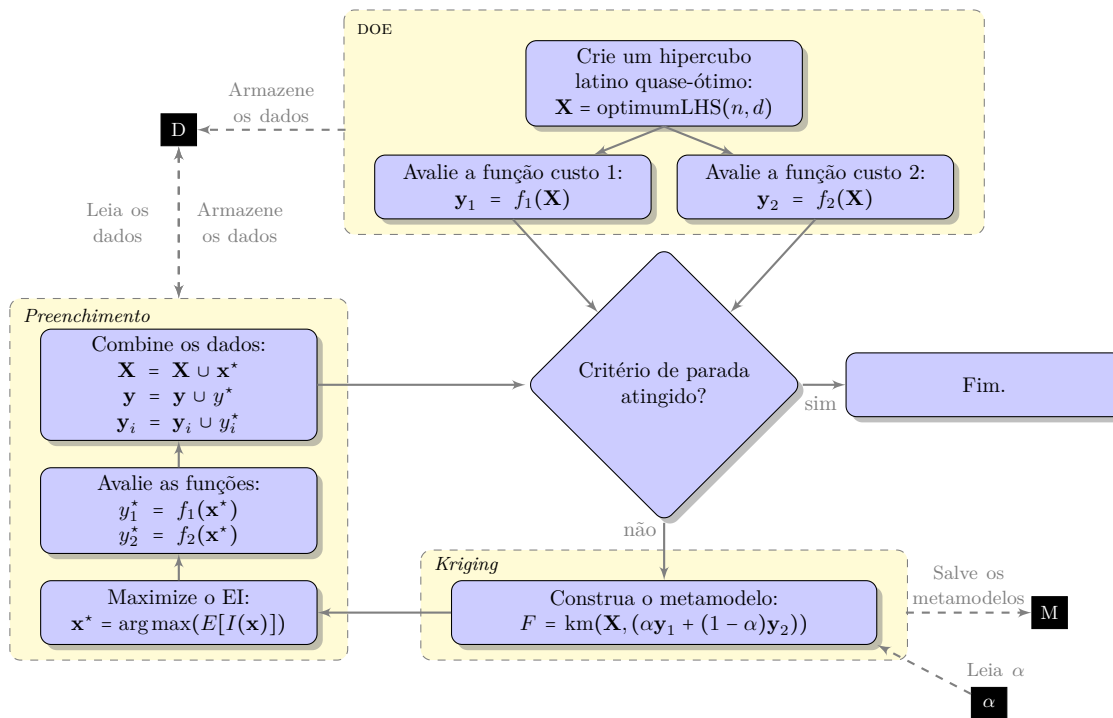 DOE
Crie um hipercubo
latino quase-ótimo:
X = optimumLHS(n, d)
Armazene
os dados
D
Avalie a função custo 1:
y₁ = f₁(X)
Avalie a função custo 2:
y₂ = f₂(X)
Leia os
dados
Armazene
os dados
Preenchimento
Combine os dados:
X = X ∪ x⋆
y = y ∪ y⋆
yᵢ = yᵢ ∪ yᵢ⋆
Critério de parada
atingido?
sim
Fim.
Avalie as funções:
y₁⋆ = f₁(x⋆)
y₂⋆ = f₂(x⋆)
não
Kriging
Maximize o EI:
x⋆ = arg max(E[I(x)])
Construa o metamodelo:
F = km(X, (αy₁ + (1 − α)y₂))
Salve os
metamodelos
M
Leia α
α